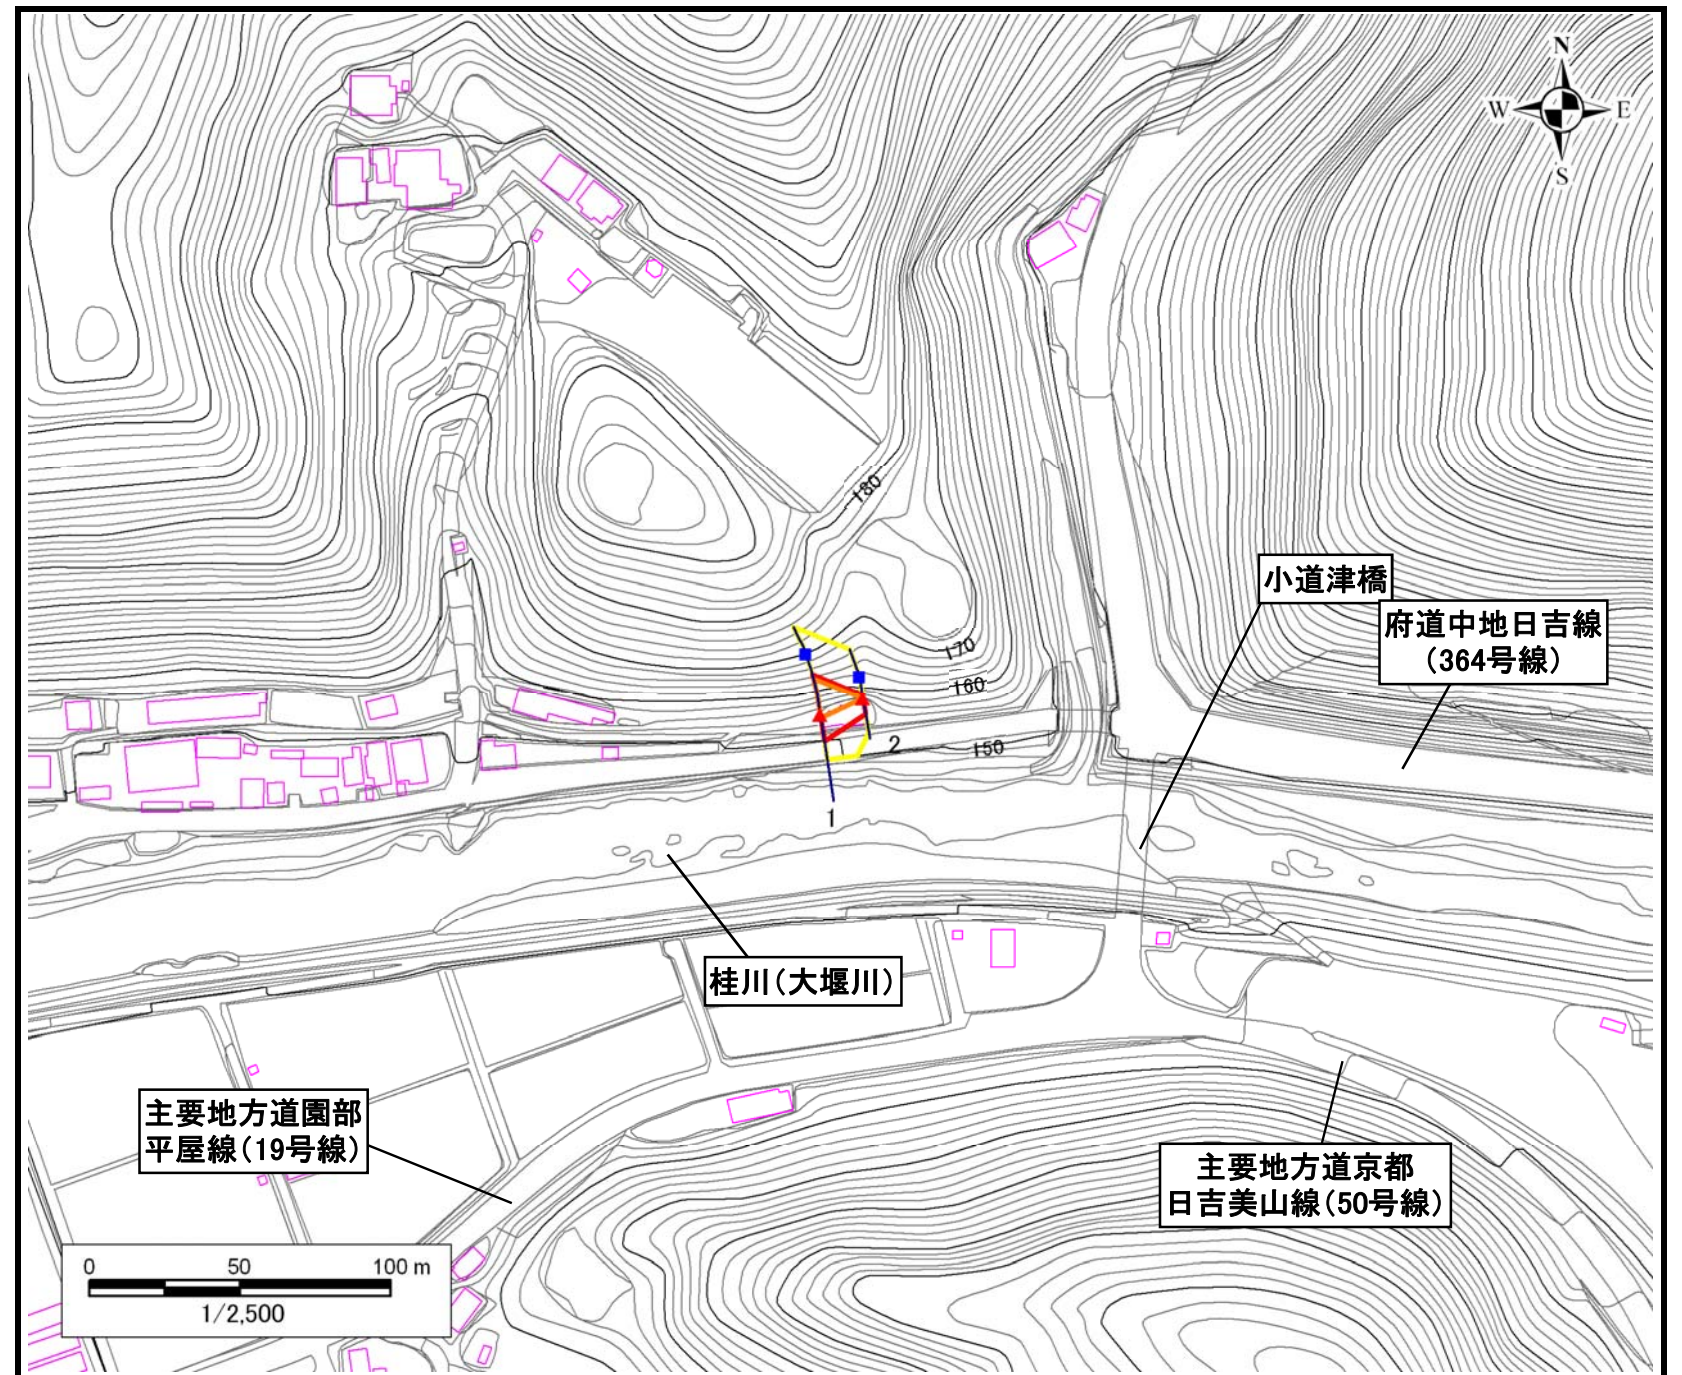 N
W E
S
180
小道津橋
府道中地日吉線
（364号線）
170
160
2
150
1
桂川（大堰川）
主要地方道園部
平屋線（19号線）
主要地方道京都
日吉美山線（50号線）
0 50 100 m
1/2,500